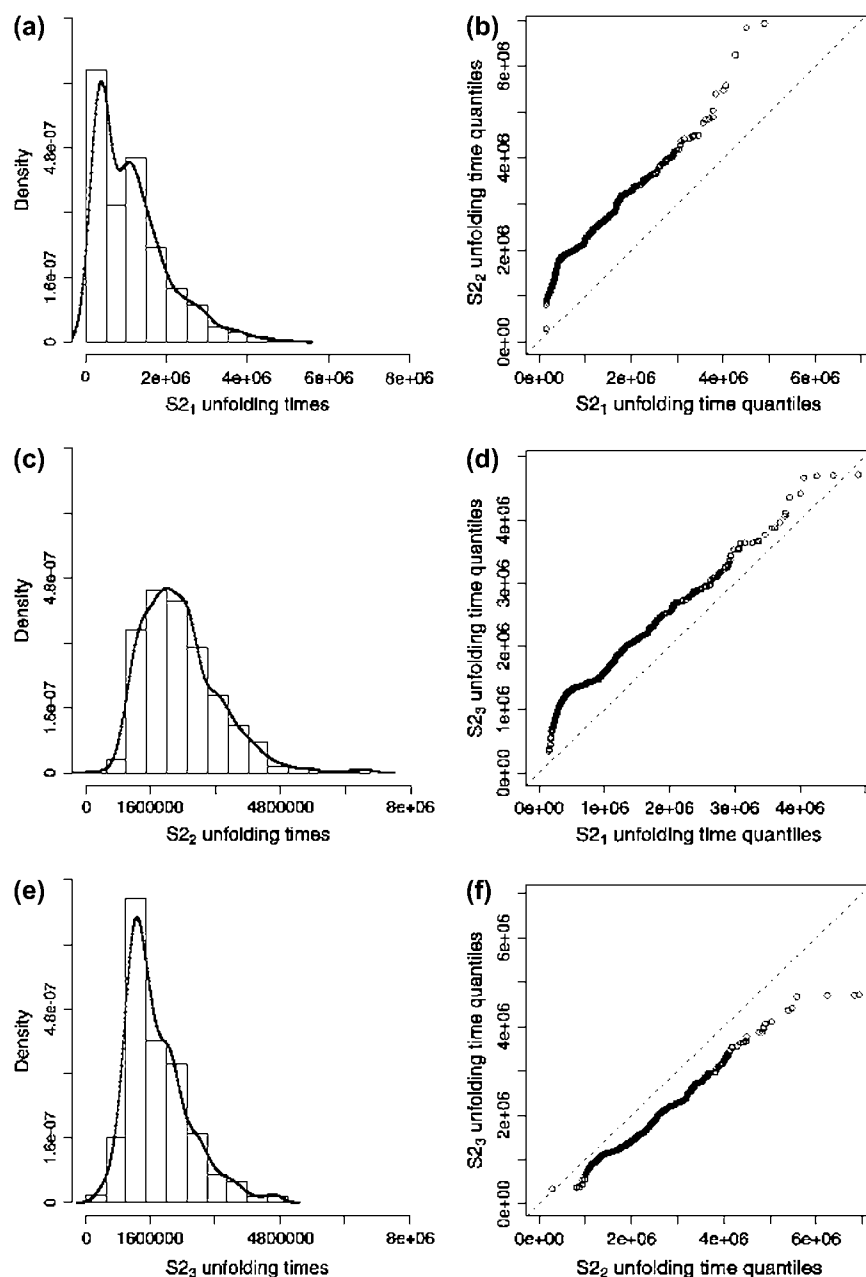 (a)
Density
1.6e-07 4.8e-07
0 2e+06 4e+06 6e+06 8e+06
S2₁ unfolding times
(b)
S2₂ unfolding time quantiles
0e+00 2e+06 4e+06 6e+06
0e+00 2e+06 4e+06 6e+06
S2₁ unfolding time quantiles
(c)
Density
1.6e-07 4.8e-07
0 1600000 4800000 8e+06
S2₂ unfolding times
(d)
S2₃ unfolding time quantiles
0e+00 1e+06 2e+06 3e+06 4e+06
0e+00 1e+06 2e+06 3e+06 4e+06
S2₁ unfolding time quantiles
(e)
Density
1.6e-07 4.8e-07
0 1600000 4800000 8e+06
S2₃ unfolding times
(f)
S2₃ unfolding time quantiles
0e+00 2e+06 4e+06 6e+06
0e+00 2e+06 4e+06 6e+06
S2₂ unfolding time quantiles